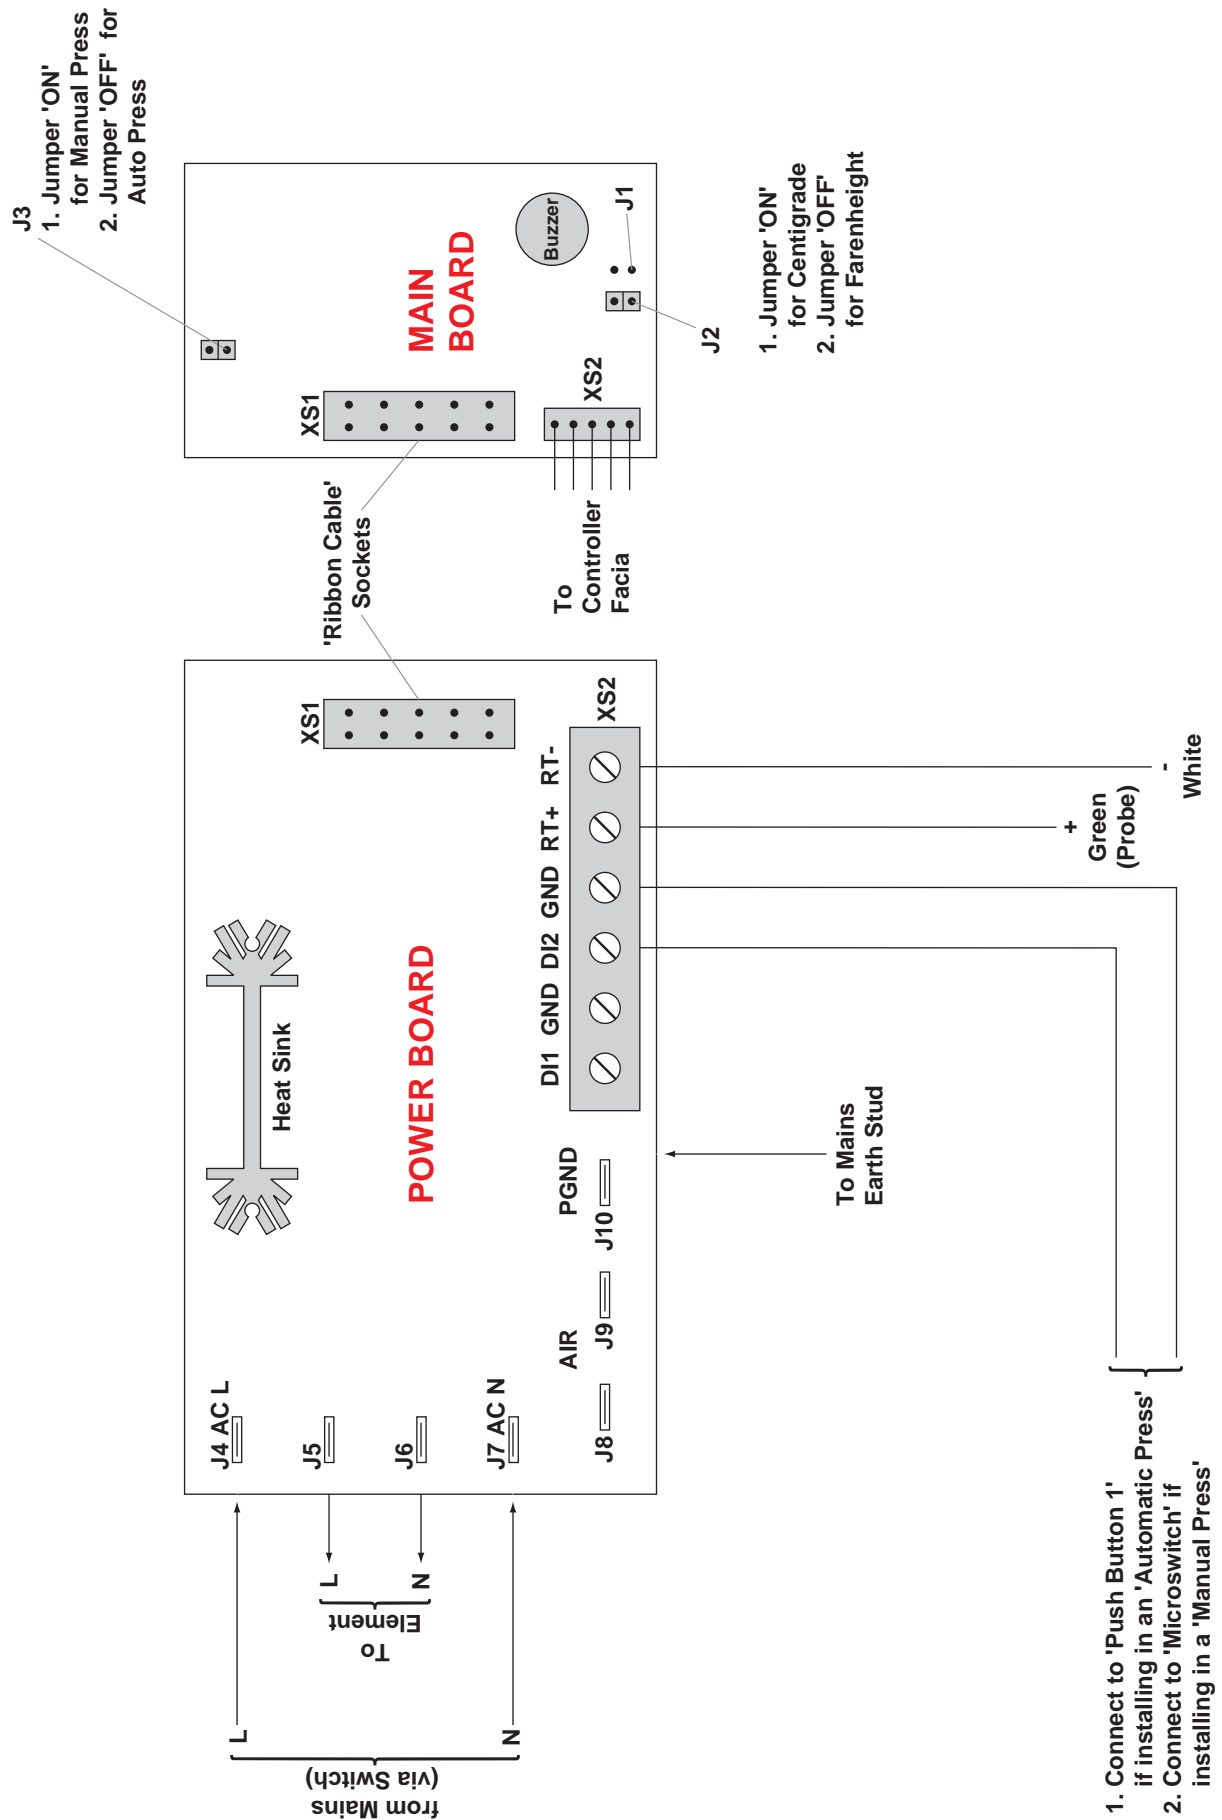 J3
1. Jumper 'ON'
for Manual Press
2. Jumper 'OFF' for
Auto Press
MAIN
BOARD
Buzzer
J1
J2
1. Jumper 'ON'
for Centigrade
2. Jumper 'OFF'
for Farenheight
XS1
XS2
To
Controller
Facia
'Ribbon Cable'
Sockets
XS1
Heat Sink
POWER BOARD
J4 AC L
J5
J6
J7 AC N
J8
AIR
J9
J10
PGND
DI1
GND
DI2
GND
RT+
RT-
XS2
L
N
from Mains
(via Switch)
L
N
To
Element
To Mains
Earth Stud
+
Green
(Probe)
-
White
1. Connect to 'Push Button 1'
if installing in an 'Automatic Press'
2. Connect to 'Microswitch' if
installing in a 'Manual Press'